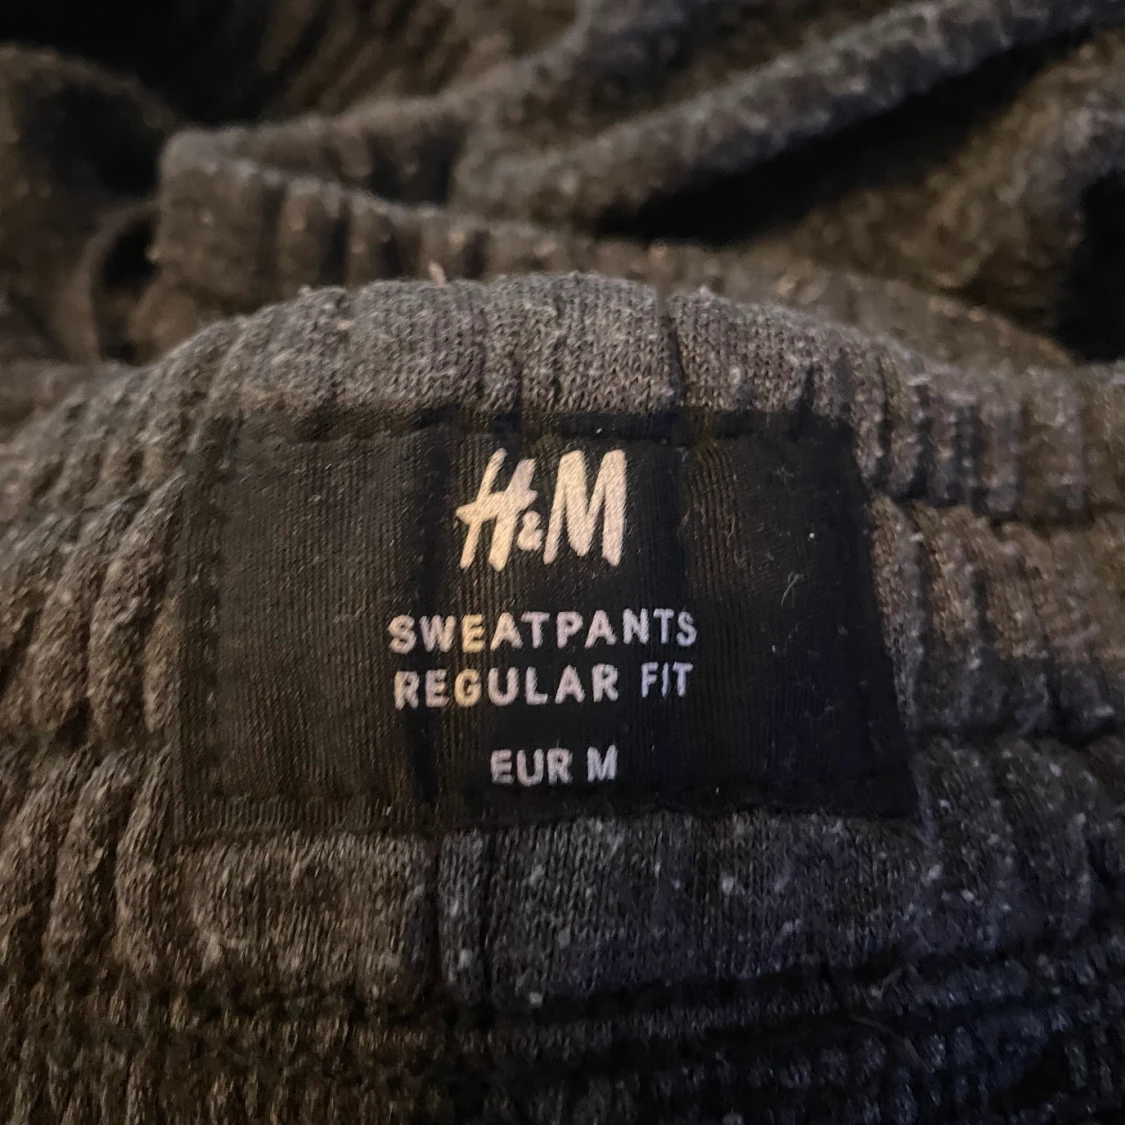 H&M
SWEATPANTS
REGULAR FIT
EUR M